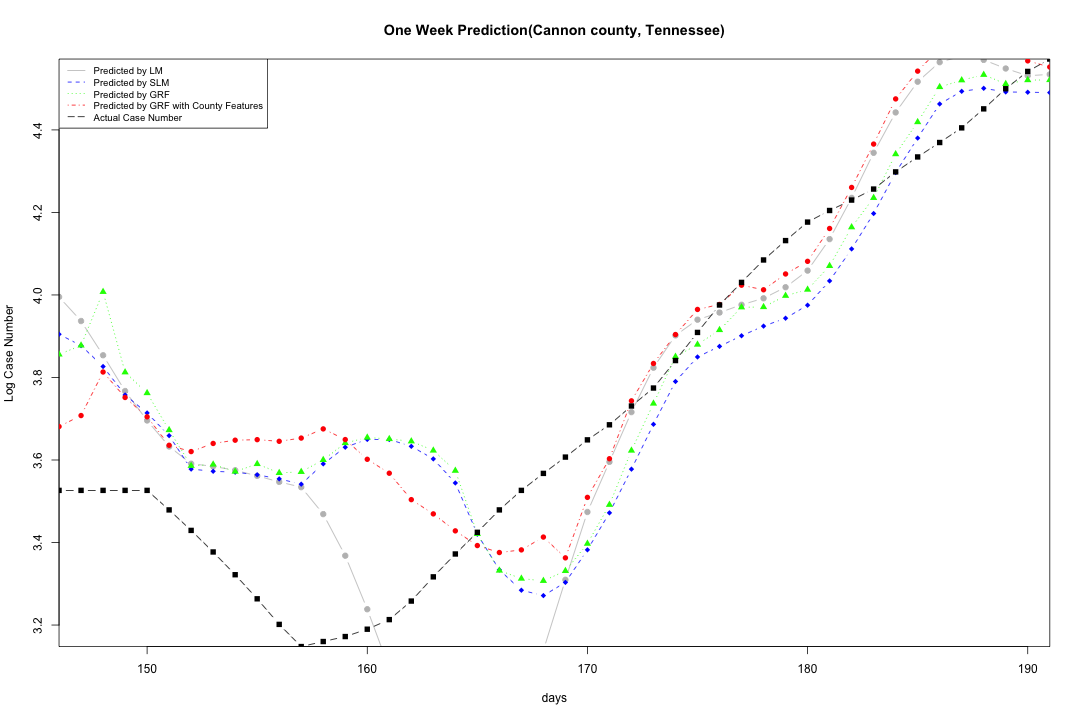 One Week Prediction(Cannon county, Tennessee)
Predicted by LM
Predicted by SLM
Predicted by GRF
Predicted by GRF with County Features
Actual Case Number
Log Case Number
4.4
4.2
4.0
3.8
3.6
3.4
3.2
150 160 170 180 190
days